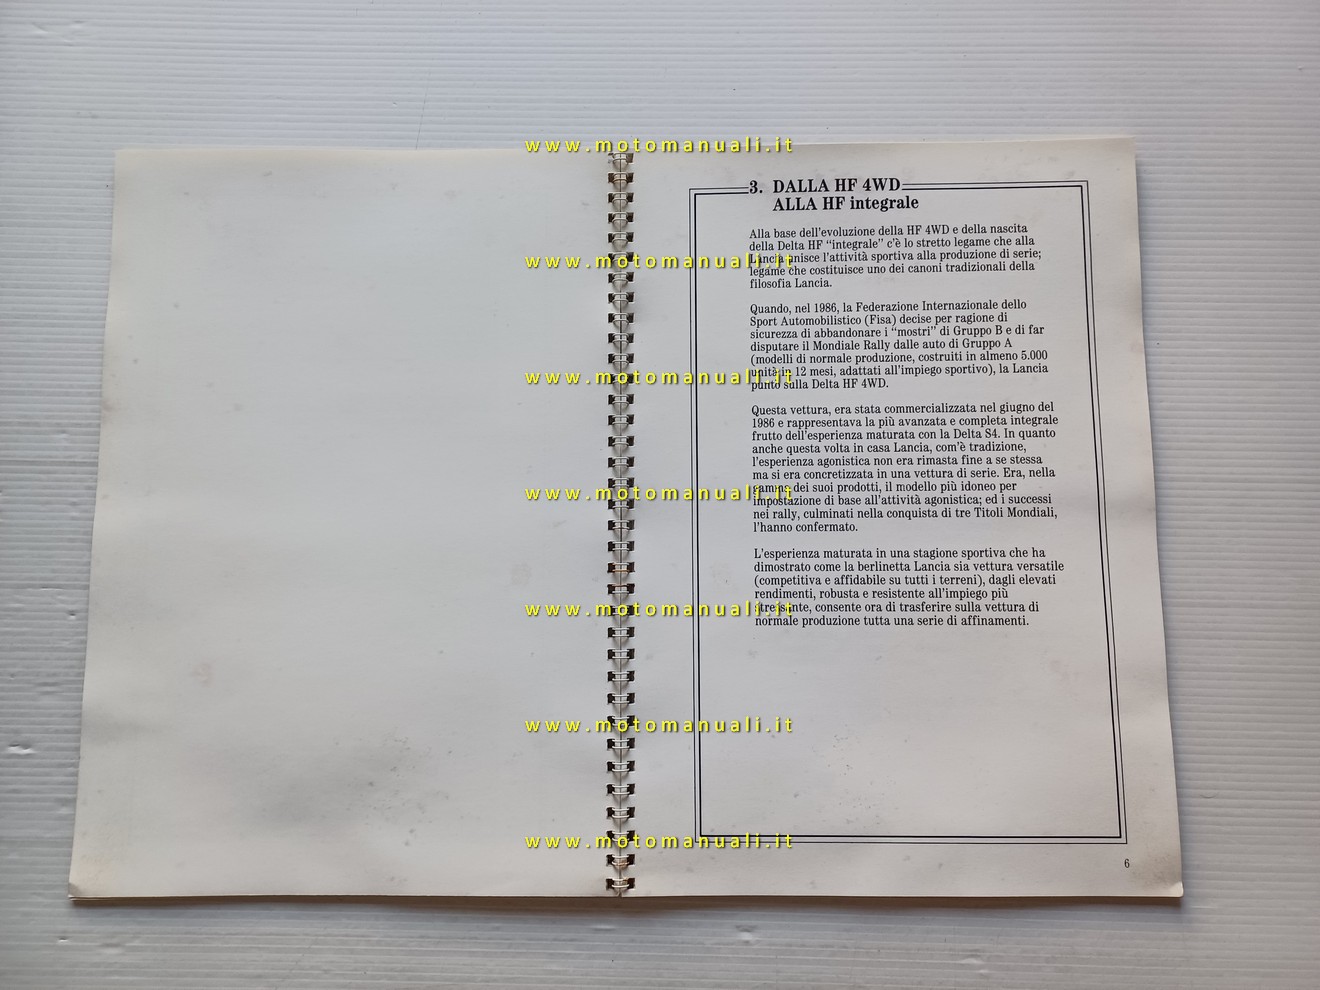 www.motomanuali.it
3. DALLA HF 4WD
ALLA HF integrale
Alla base dell'evoluzione della HF 4WD e della nascita
della Delta HF “integrale” c'è lo stretto legame che alla
Lancia unisce l'attività sportiva alla produzione di serie;
www.motomanuali.it
legame che costituisce uno dei canoni tradizionali della
filosofia Lancia.
Quando, nel 1986, la Federazione Internazionale dello
Sport Automobilistico (Fisa) decise per ragione di
sicurezza di abbandonare i “mostri” di Gruppo B e di far
disputare il Mondiale Rally dalle auto di Gruppo A
(modelli di normale produzione, costruiti in almeno 5.000
unità in 12 mesi, adattati all'impiego sportivo), la Lancia
www.motomanuali.it
puntò sulla Delta HF 4WD.
Questa vettura, era stata commercializzata nel giugno del
1986 e rappresentava la più avanzata e completa integrale
frutto dell'esperienza maturata con la Delta S4. In quanto
anche questa volta in casa Lancia, com'è tradizione,
l'esperienza agonistica non era rimasta fine a se stessa
ma si era concretizzata in una vettura di serie. Era, nella
gamma dei suoi prodotti, il modello più idoneo per
www.motomanuali.it
impostazione di base all'attività agonistica; ed i successi
nei rally, culminati nella conquista di tre Titoli Mondiali,
l'hanno confermato.
L'esperienza maturata in una stagione sportiva che ha
dimostrato come la berlinetta Lancia sia vettura versatile
(competitiva e affidabile su tutti i terreni), dagli elevati
rendimenti, robusta e resistente all'impiego più
stressante, consente ora di trasferire sulla vettura di
www.motomanuali.it
normale produzione tutta una serie di affinamenti.
www.motomanuali.it
www.motomanuali.it
6